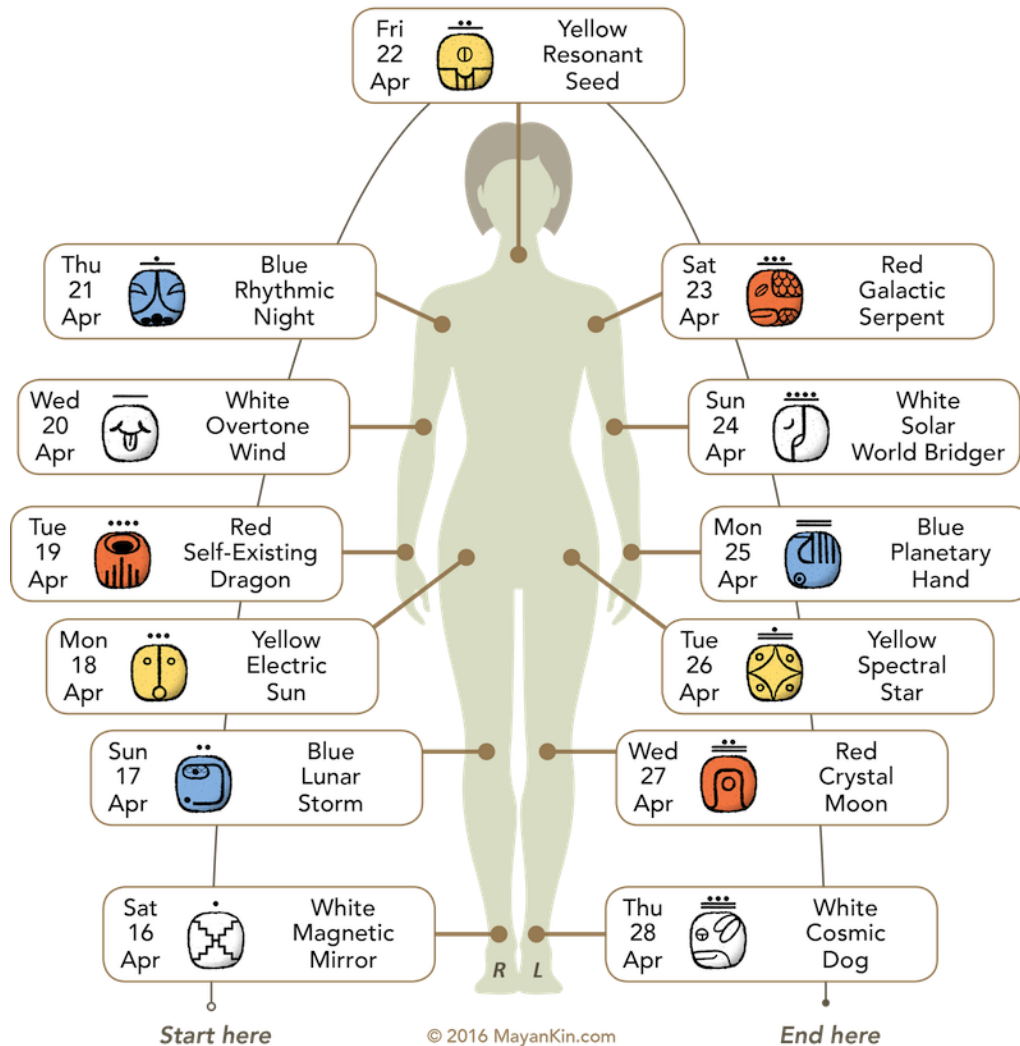 Fri
22
Apr
Yellow
Resonant
Seed
Thu
21
Apr
Blue
Rhythmic
Night
Sat
23
Apr
Red
Galactic
Serpent
Wed
20
Apr
White
Overtone
Wind
Sun
24
Apr
White
Solar
World Bridger
Tue
19
Apr
Red
Self-Existing
Dragon
Mon
25
Apr
Blue
Planetary
Hand
Mon
18
Apr
Yellow
Electric
Sun
Tue
26
Apr
Yellow
Spectral
Star
Sun
17
Apr
Blue
Lunar
Storm
Wed
27
Apr
Red
Crystal
Moon
Sat
16
Apr
White
Magnetic
Mirror
Thu
28
Apr
White
Cosmic
Dog
R L
Start here
© 2016 MayanKin.com
End here